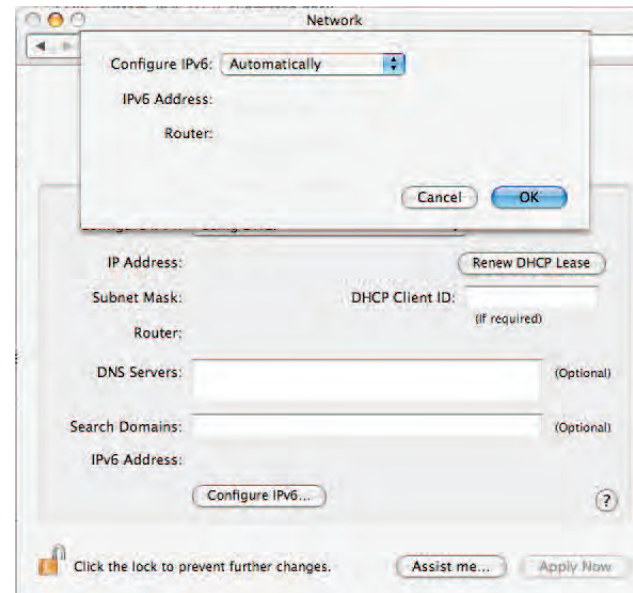 Network
Configure IPv6: Automatically
IPv6 Address:
Router:
Cancel OK
IP Address: Renew DHCP Lease
Subnet Mask: DHCP Client ID:
(If required)
Router:
DNS Servers: (Optional)
Search Domains: (Optional)
IPv6 Address:
Configure IPv6... ?
Click the lock to prevent further changes. Assist me... Apply Now